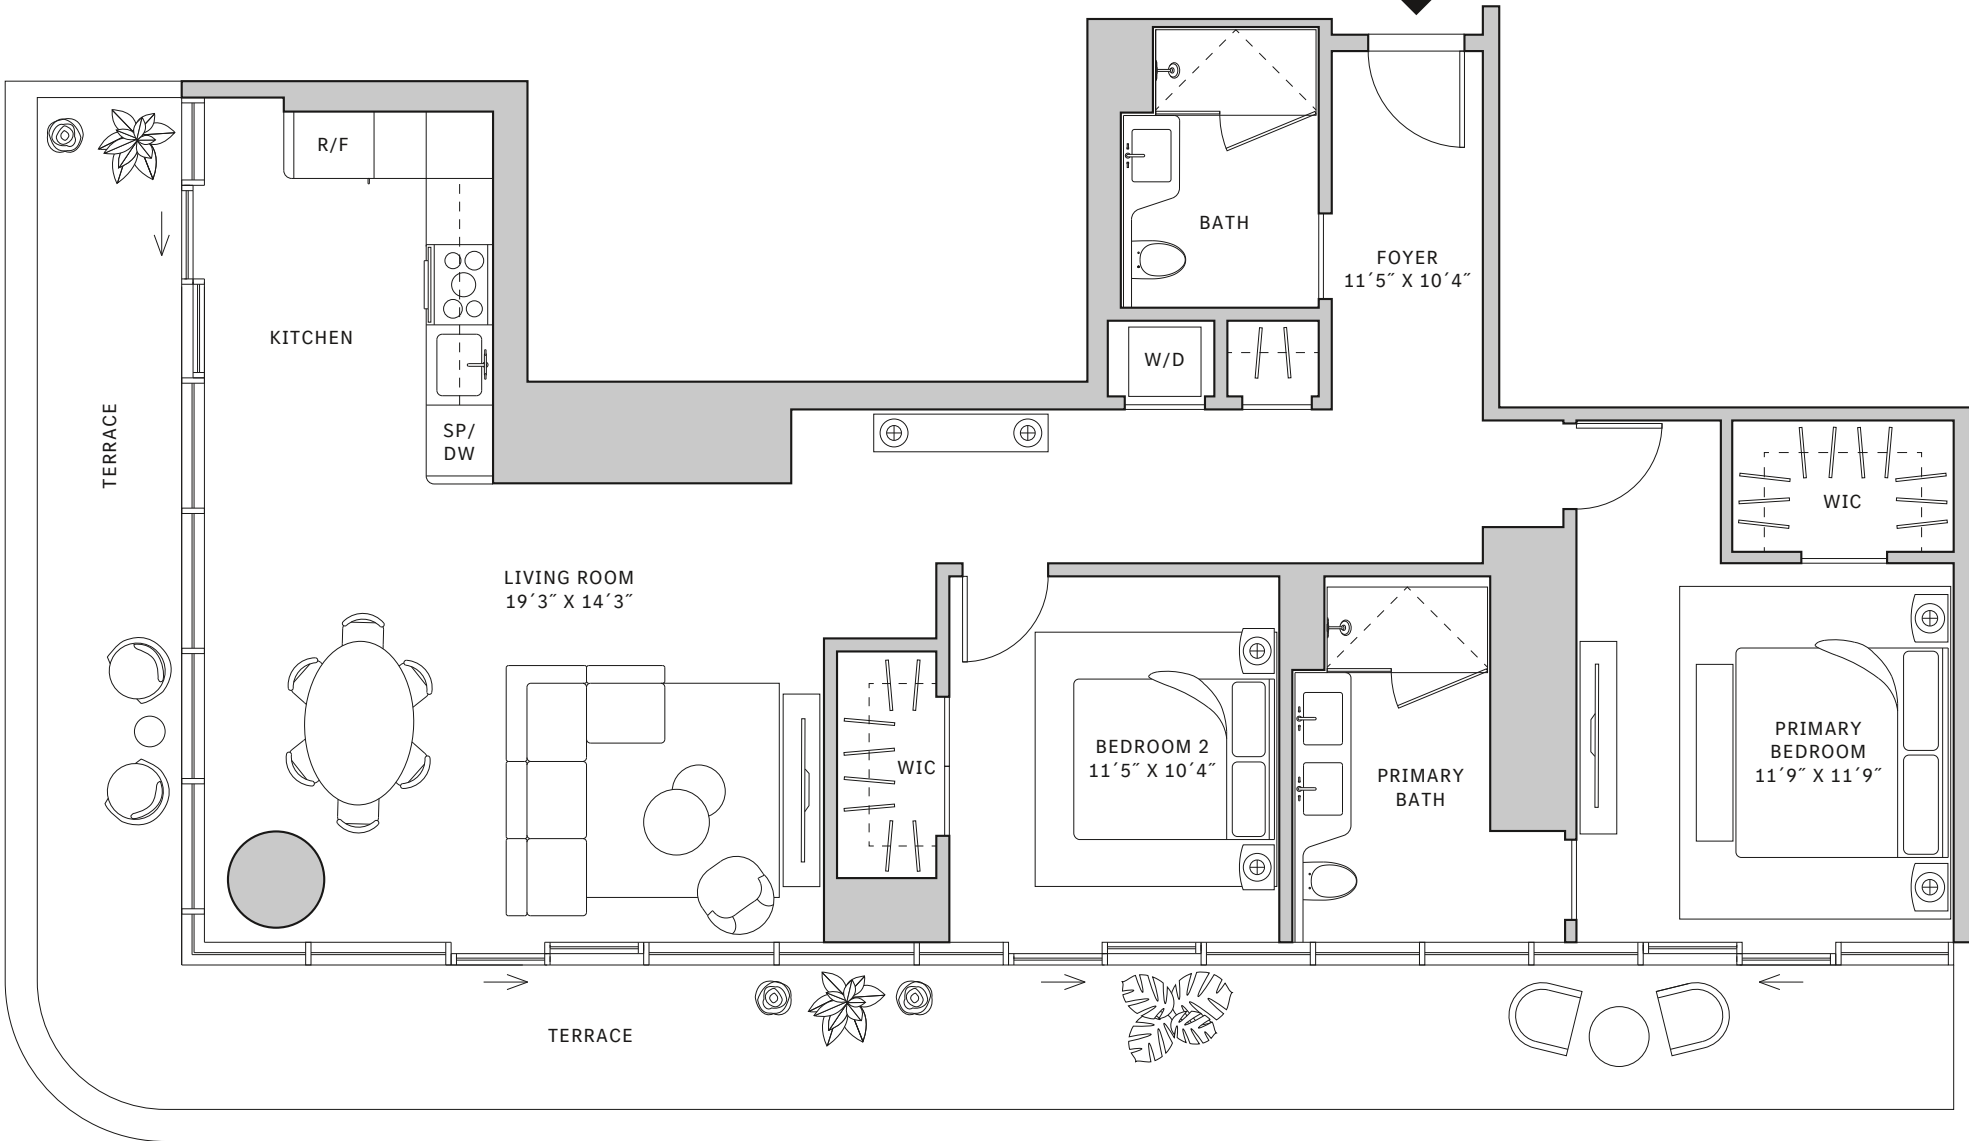 R/F
BATH
FOYER
11´5˝ X 10´4˝
KITCHEN
W/D
TERRACE
SP/
DW
WIC
LIVING ROOM
19´3˝ X 14´3˝
WIC
BEDROOM 2
11´5˝ X 10´4˝
PRIMARY
BATH
PRIMARY
BEDROOM
11´9˝ X 11´9˝
TERRACE